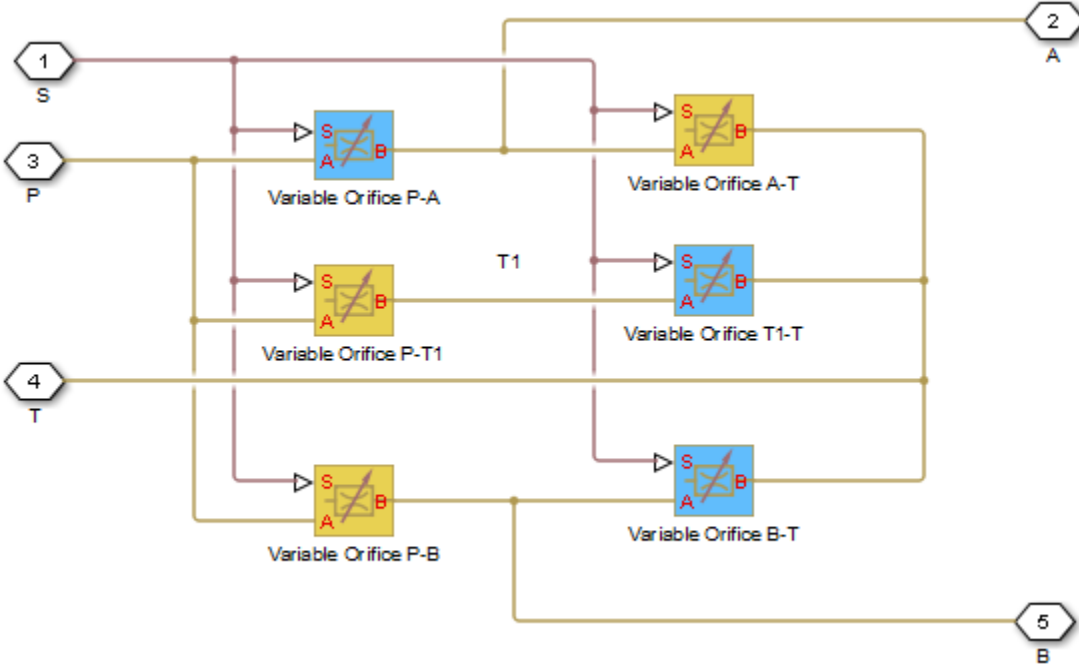 2
A
1
S
S
A
B
Variable Orifice P-A
S
A
B
Variable Orifice A-T
3
P
T1
S
A
B
Variable Orifice P-T1
S
A
B
Variable Orifice T1-T
4
T
S
A
B
Variable Orifice P-B
S
A
B
Variable Orifice B-T
5
B